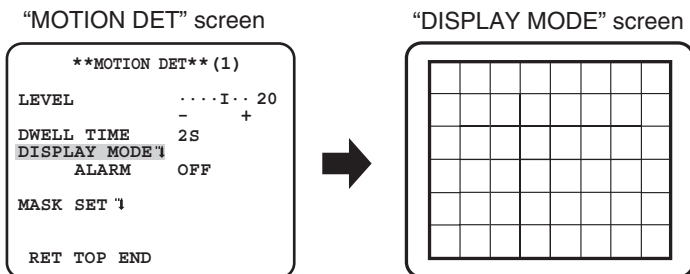 “MOTION DET” screen
“DISPLAY MODE” screen
**MOTION DET**(1)
LEVEL ····I·· 20
- +
DWELL TIME 2S
DISPLAY MODE
ALARM OFF
MASK SET
RET TOP END